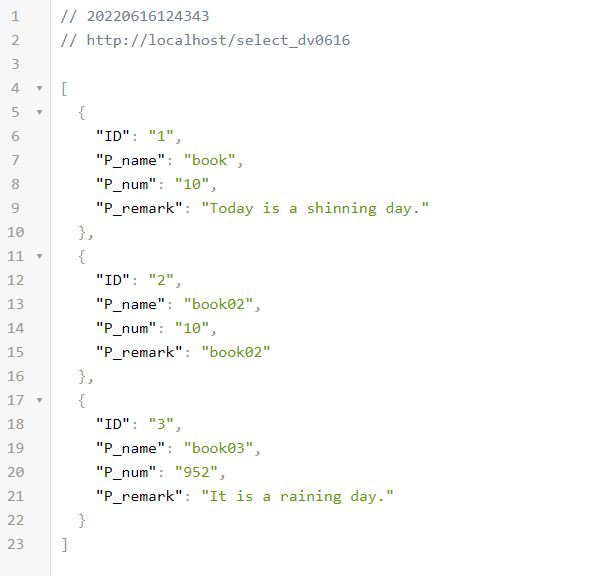 1 // 20220616124343
2 // http://localhost/select_dv0616
3
4 [
5 {
6 "ID": "1",
7 "P_name": "book",
8 "P_num": "10",
9 "P_remark": "Today is a shinning day."
10 },
11 {
12 "ID": "2",
13 "P_name": "book02",
14 "P_num": "10",
15 "P_remark": "book02"
16 },
17 {
18 "ID": "3",
19 "P_name": "book03",
20 "P_num": "952",
21 "P_remark": "It is a raining day."
22 }
23 ]